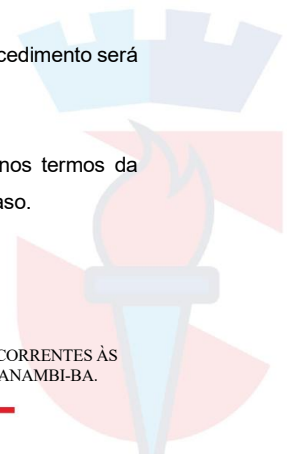 cedimento será
nos termos da
aso.
CORRENTES ÀS
ANAMBI-BA.